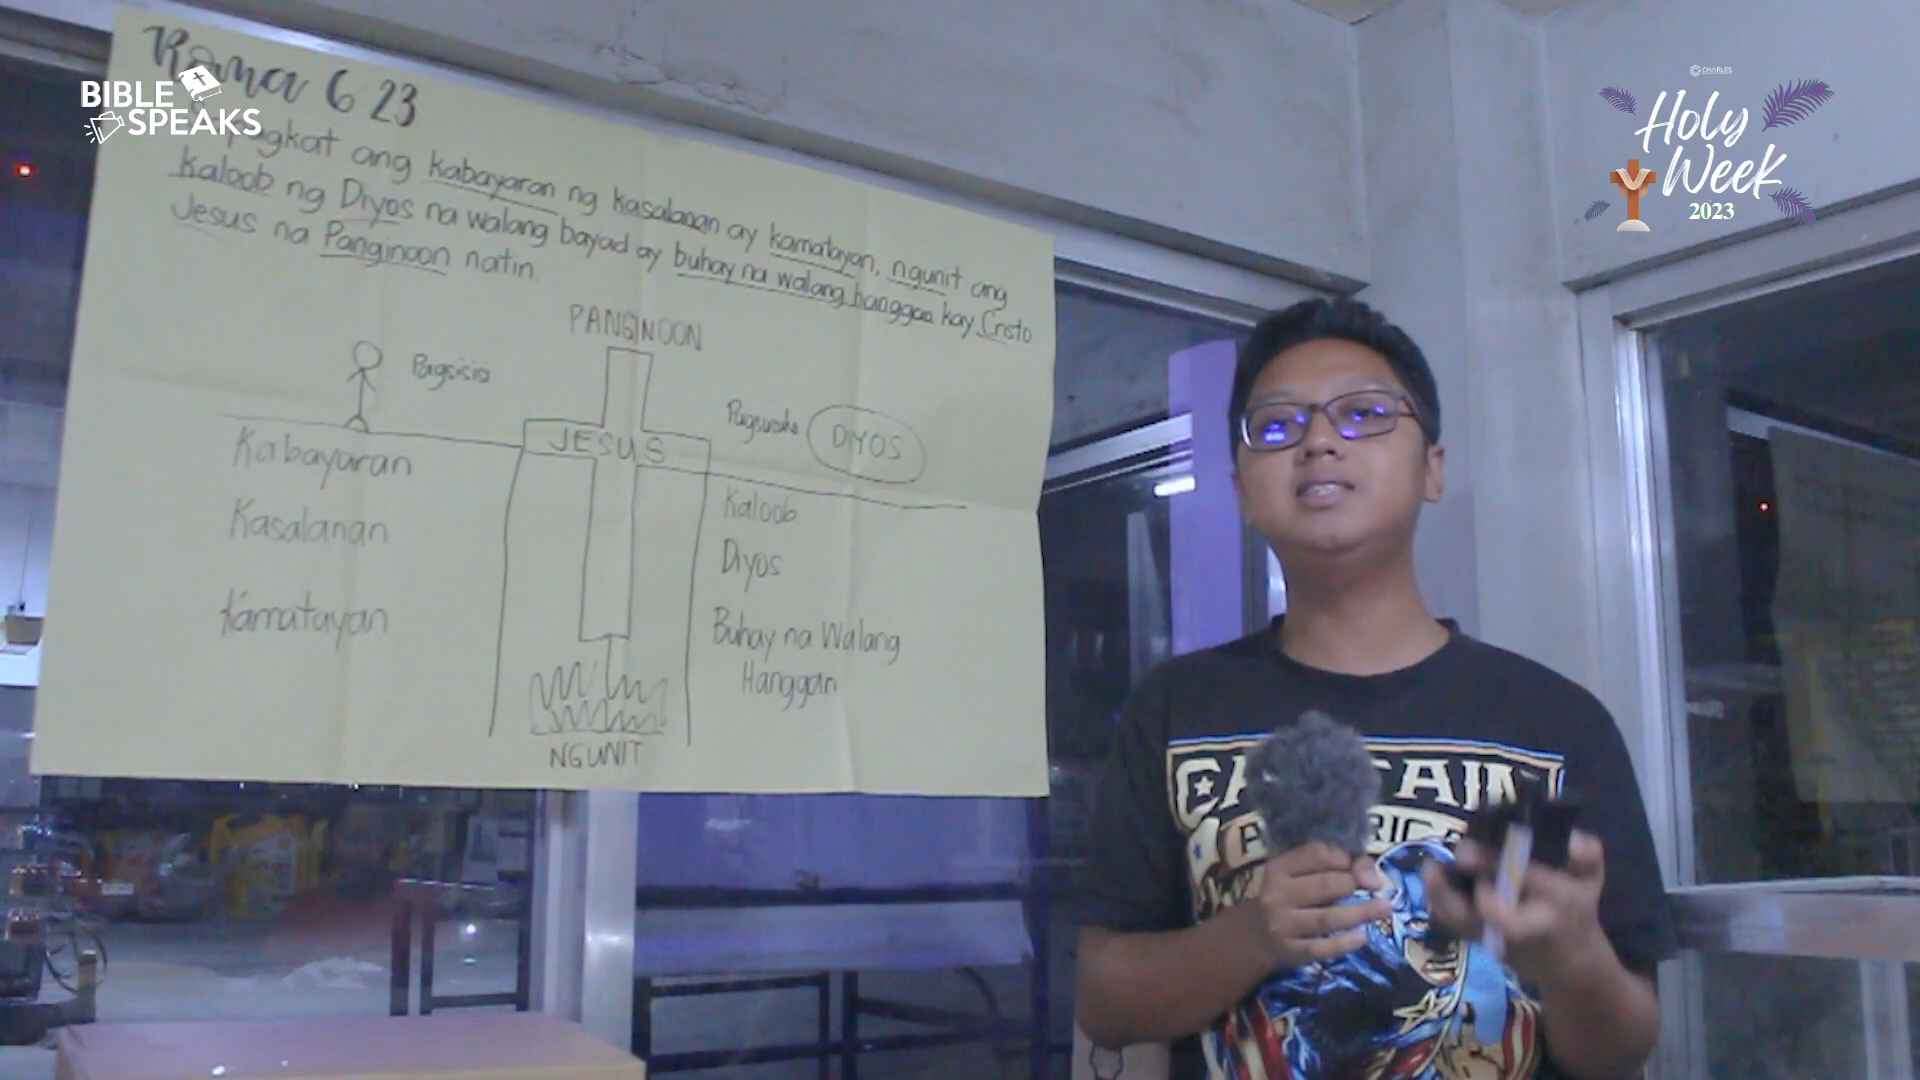 Roma 6 23
ang kabayaran ng kasalanan ay kamatayan, ngunit ang
kaloob ng Diyos na walang bayad ay buhay na walang hanggan kay Cristo
Jesus na Panginoon natin.
BIBLE
SPEAKS
CHARLES
Holy
Week
2023
PANGINOON
Pagsisisi
JESUS
DIYOS
Kabayaran
Kasalanan
Kamatayan
Kaloob
Diyos
Buhay na Walang
Hanggan
NGUNIT
CAPTAIN